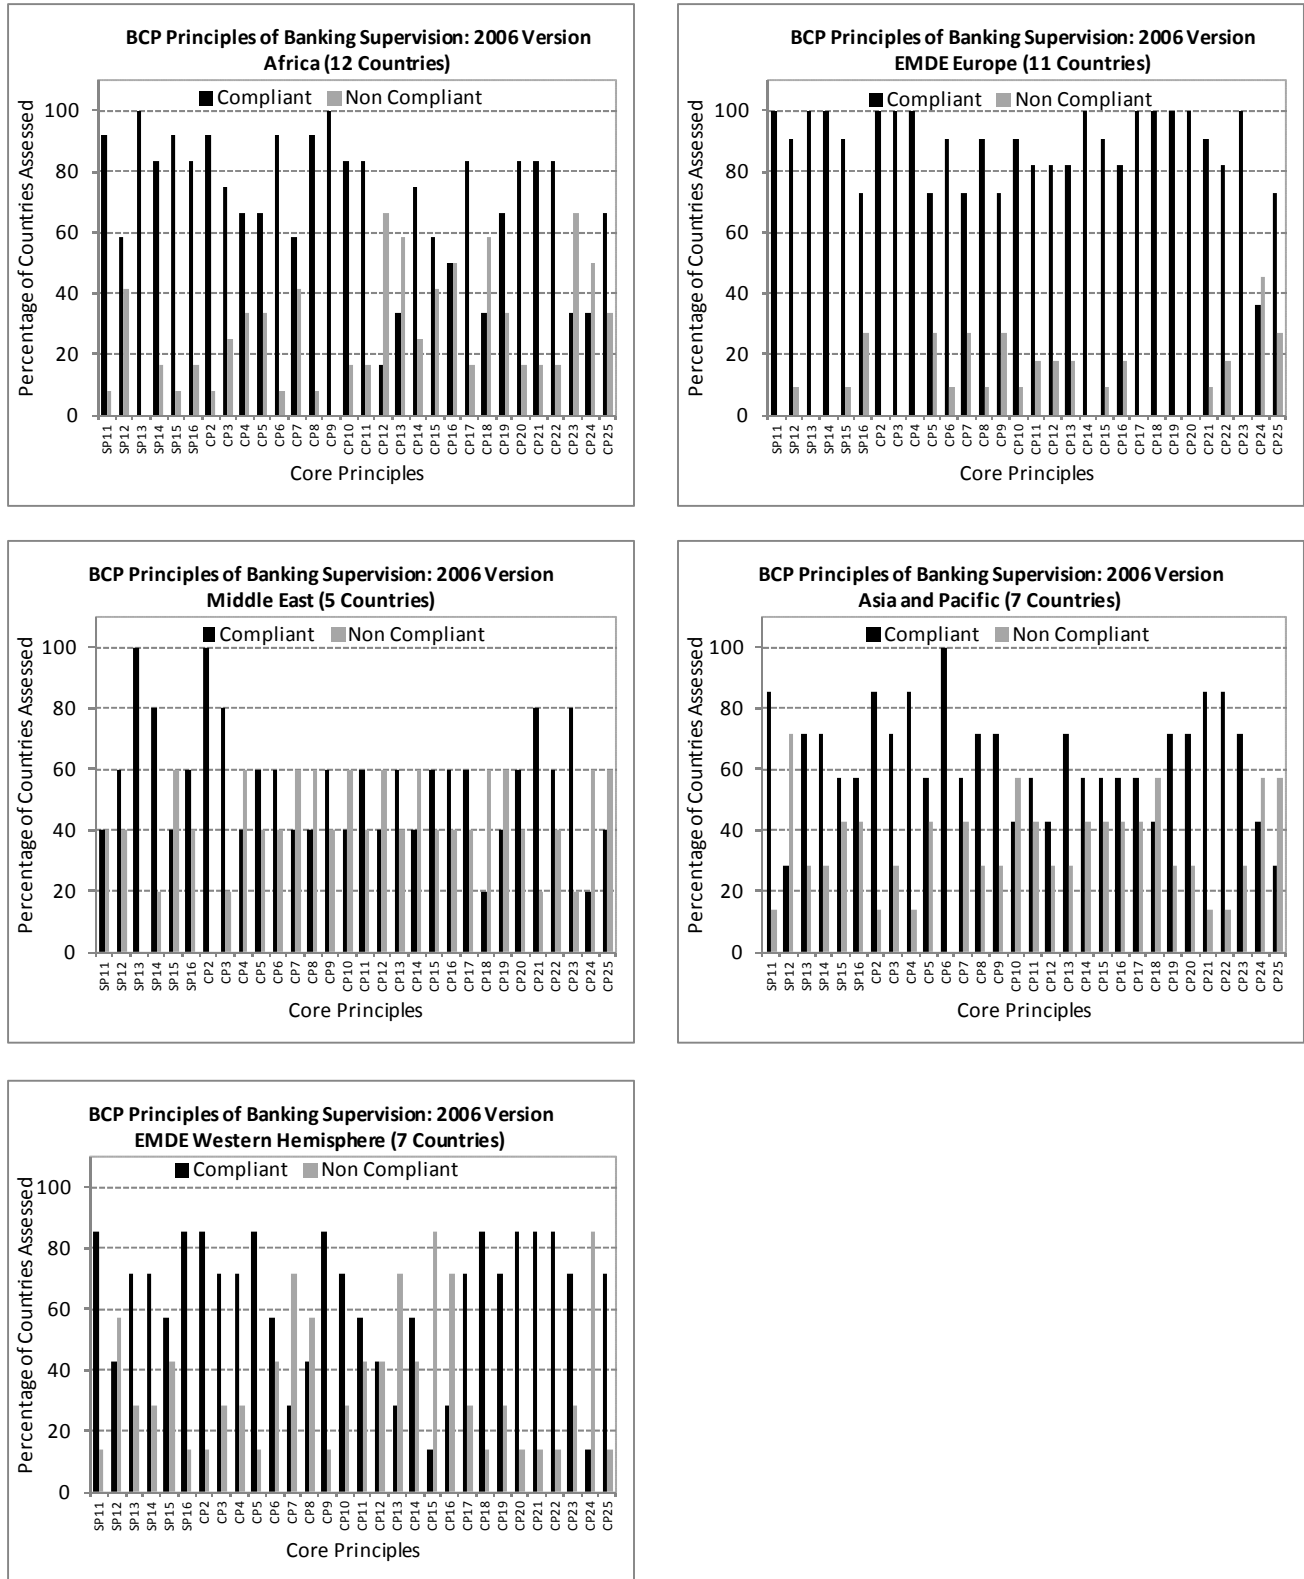 BCP Principles of Banking Supervision: 2006 Version
Africa (12 Countries)
Compliant Non Compliant
Percentage of Countries Assessed
100
80
60
40
20
0
SP11 SP12 SP13 SP14 SP15 SP16 CP2 CP3 CP4 CP5 CP6 CP7 CP8 CP9 CP10 CP11 CP12 CP13 CP14 CP15 CP16 CP17 CP18 CP19 CP20 CP21 CP22 CP23 CP24 CP25
Core Principles
BCP Principles of Banking Supervision: 2006 Version
EMDE Europe (11 Countries)
Compliant Non Compliant
Percentage of Countries Assessed
100
80
60
40
20
0
SP11 SP12 SP13 SP14 SP15 SP16 CP2 CP3 CP4 CP5 CP6 CP7 CP8 CP9 CP10 CP11 CP12 CP13 CP14 CP15 CP16 CP17 CP18 CP19 CP20 CP21 CP22 CP23 CP24 CP25
Core Principles
BCP Principles of Banking Supervision: 2006 Version
Middle East (5 Countries)
Compliant Non Compliant
Percentage of Countries Assessed
100
80
60
40
20
0
SP11 SP12 SP13 SP14 SP15 SP16 CP2 CP3 CP4 CP5 CP6 CP7 CP8 CP9 CP10 CP11 CP12 CP13 CP14 CP15 CP16 CP17 CP18 CP19 CP20 CP21 CP22 CP23 CP24 CP25
Core Principles
BCP Principles of Banking Supervision: 2006 Version
Asia and Pacific (7 Countries)
Compliant Non Compliant
Percentage of Countries Assessed
100
80
60
40
20
0
SP11 SP12 SP13 SP14 SP15 SP16 CP2 CP3 CP4 CP5 CP6 CP7 CP8 CP9 CP10 CP11 CP12 CP13 CP14 CP15 CP16 CP17 CP18 CP19 CP20 CP21 CP22 CP23 CP24 CP25
Core Principles
BCP Principles of Banking Supervision: 2006 Version
EMDE Western Hemisphere (7 Countries)
Compliant Non Compliant
Percentage of Countries Assessed
100
80
60
40
20
0
SP11 SP12 SP13 SP14 SP15 SP16 CP2 CP3 CP4 CP5 CP6 CP7 CP8 CP9 CP10 CP11 CP12 CP13 CP14 CP15 CP16 CP17 CP18 CP19 CP20 CP21 CP22 CP23 CP24 CP25
Core Principles